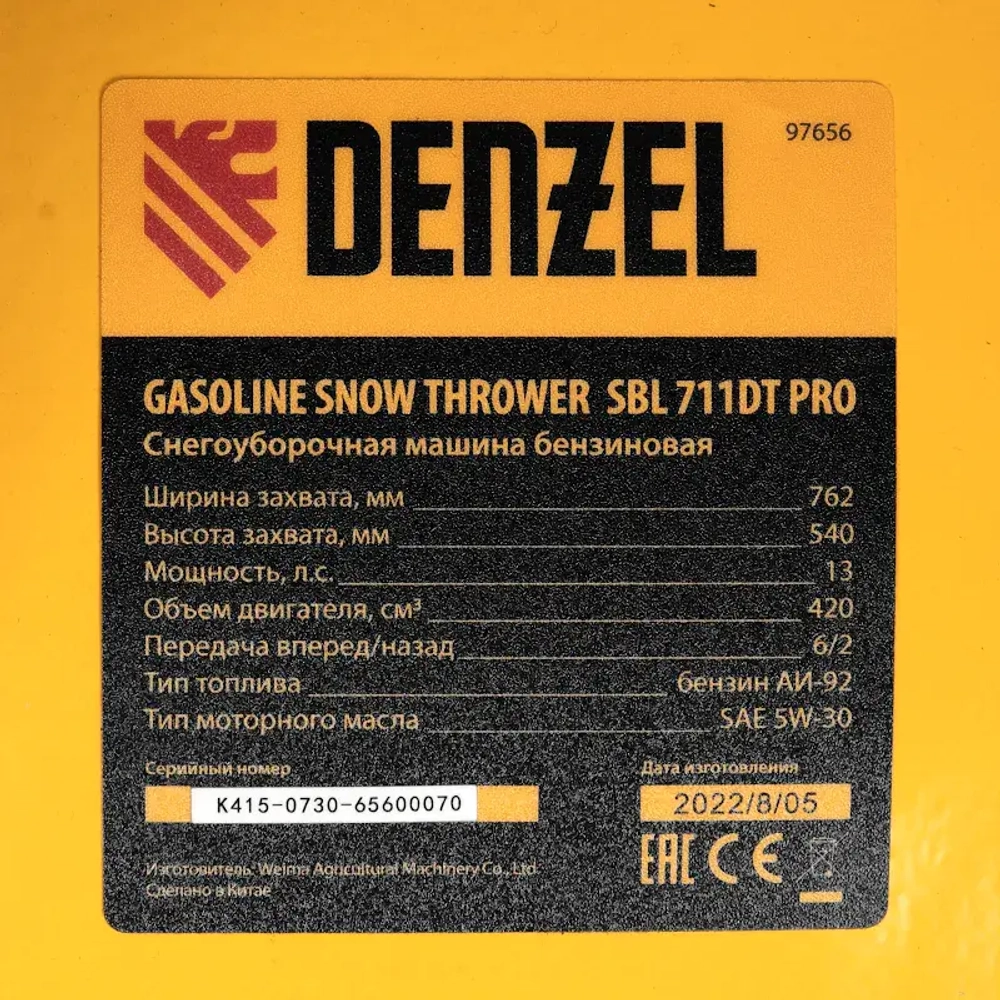 DENZEL
97656
GASOLINE SNOW THROWER SBL 711DT PRO
Снегоуборочная машина бензиновая
Ширина захвата, мм 762
Высота захвата, мм 540
Мощность, л.с. 13
Объем двигателя, см³ 420
Передача вперед/назад 6/2
Тип топлива бензин АИ-92
Тип моторного масла SAE 5W-30
Серийный номер
K415-0730-65600070
Дата изготовления
2022/8/05
EAC CE
Изготовитель: Weima Agricultural Machinery Co., Ltd
Сделано в Китае